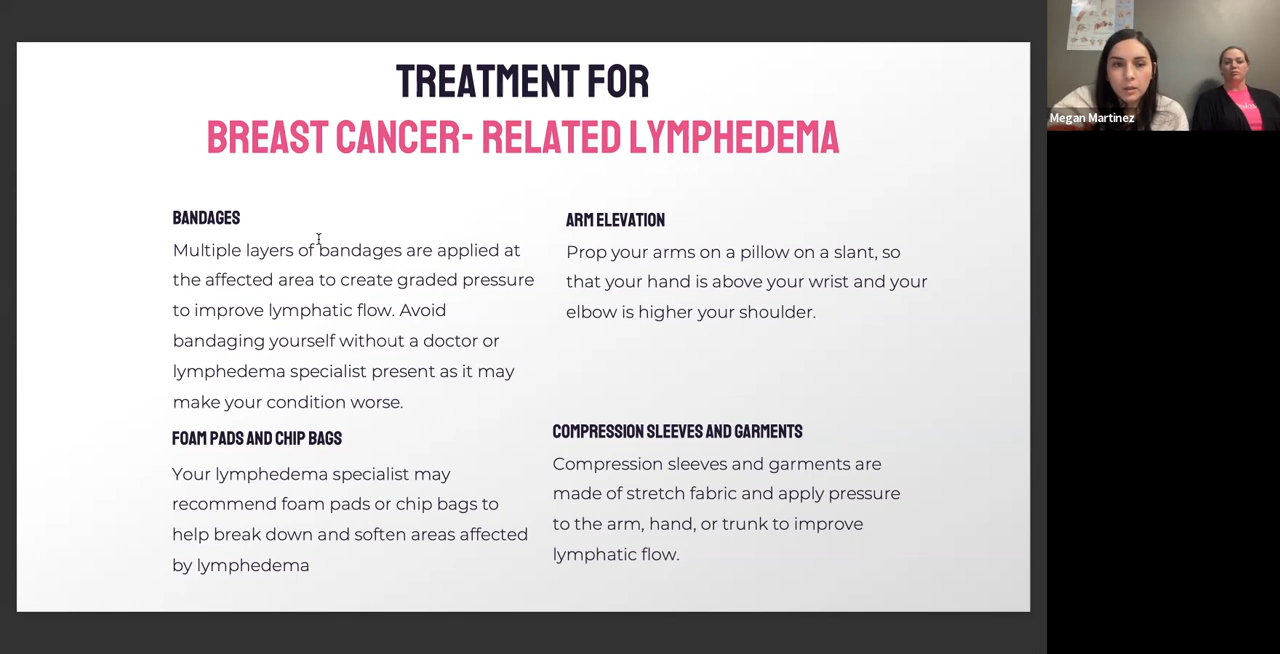 TREATMENT FOR
BREAST CANCER- RELATED LYMPHEDEMA
BANDAGES
Multiple layers of bandages are applied at
the affected area to create graded pressure
to improve lymphatic flow. Avoid
bandaging yourself without a doctor or
lymphedema specialist present as it may
make your condition worse.
ARM ELEVATION
Prop your arms on a pillow on a slant, so
that your hand is above your wrist and your
elbow is higher your shoulder.
FOAM PADS AND CHIP BAGS
Your lymphedema specialist may
recommend foam pads or chip bags to
help break down and soften areas affected
by lymphedema
COMPRESSION SLEEVES AND GARMENTS
Compression sleeves and garments are
made of stretch fabric and apply pressure
to the arm, hand, or trunk to improve
lymphatic flow.
Megan Martinez